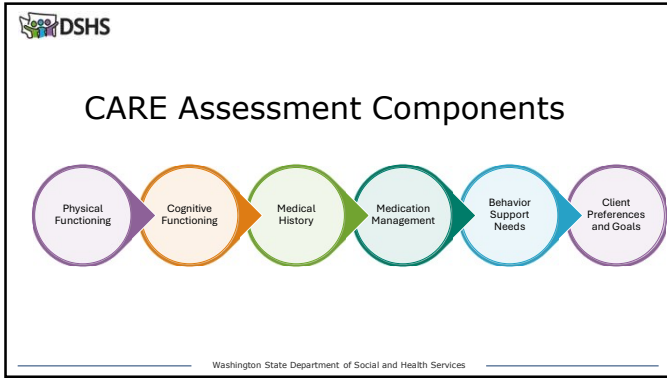 DSHS
CARE Assessment Components
Physical
Functioning
Cognitive
Functioning
Medical
History
Medication
Management
Behavior
Support
Needs
Client
Preferences
and Goals
Washington State Department of Social and Health Services